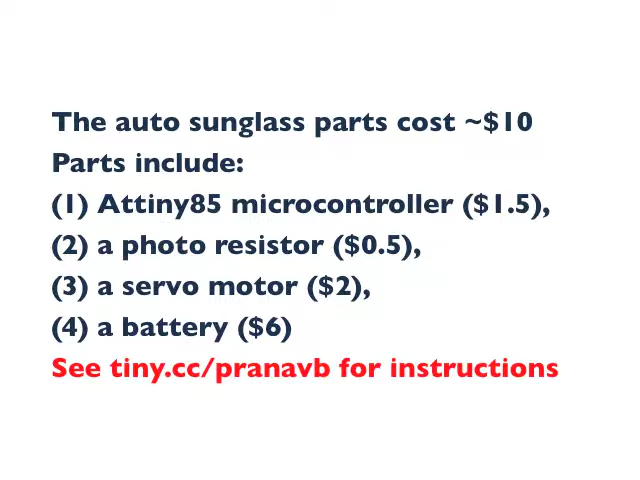 The auto sunglass parts cost ~$10
Parts include:
(1) Attiny85 microcontroller ($1.5),
(2) a photo resistor ($0.5),
(3) a servo motor ($2),
(4) a battery ($6)
See tiny.cc/pranavb for instructions